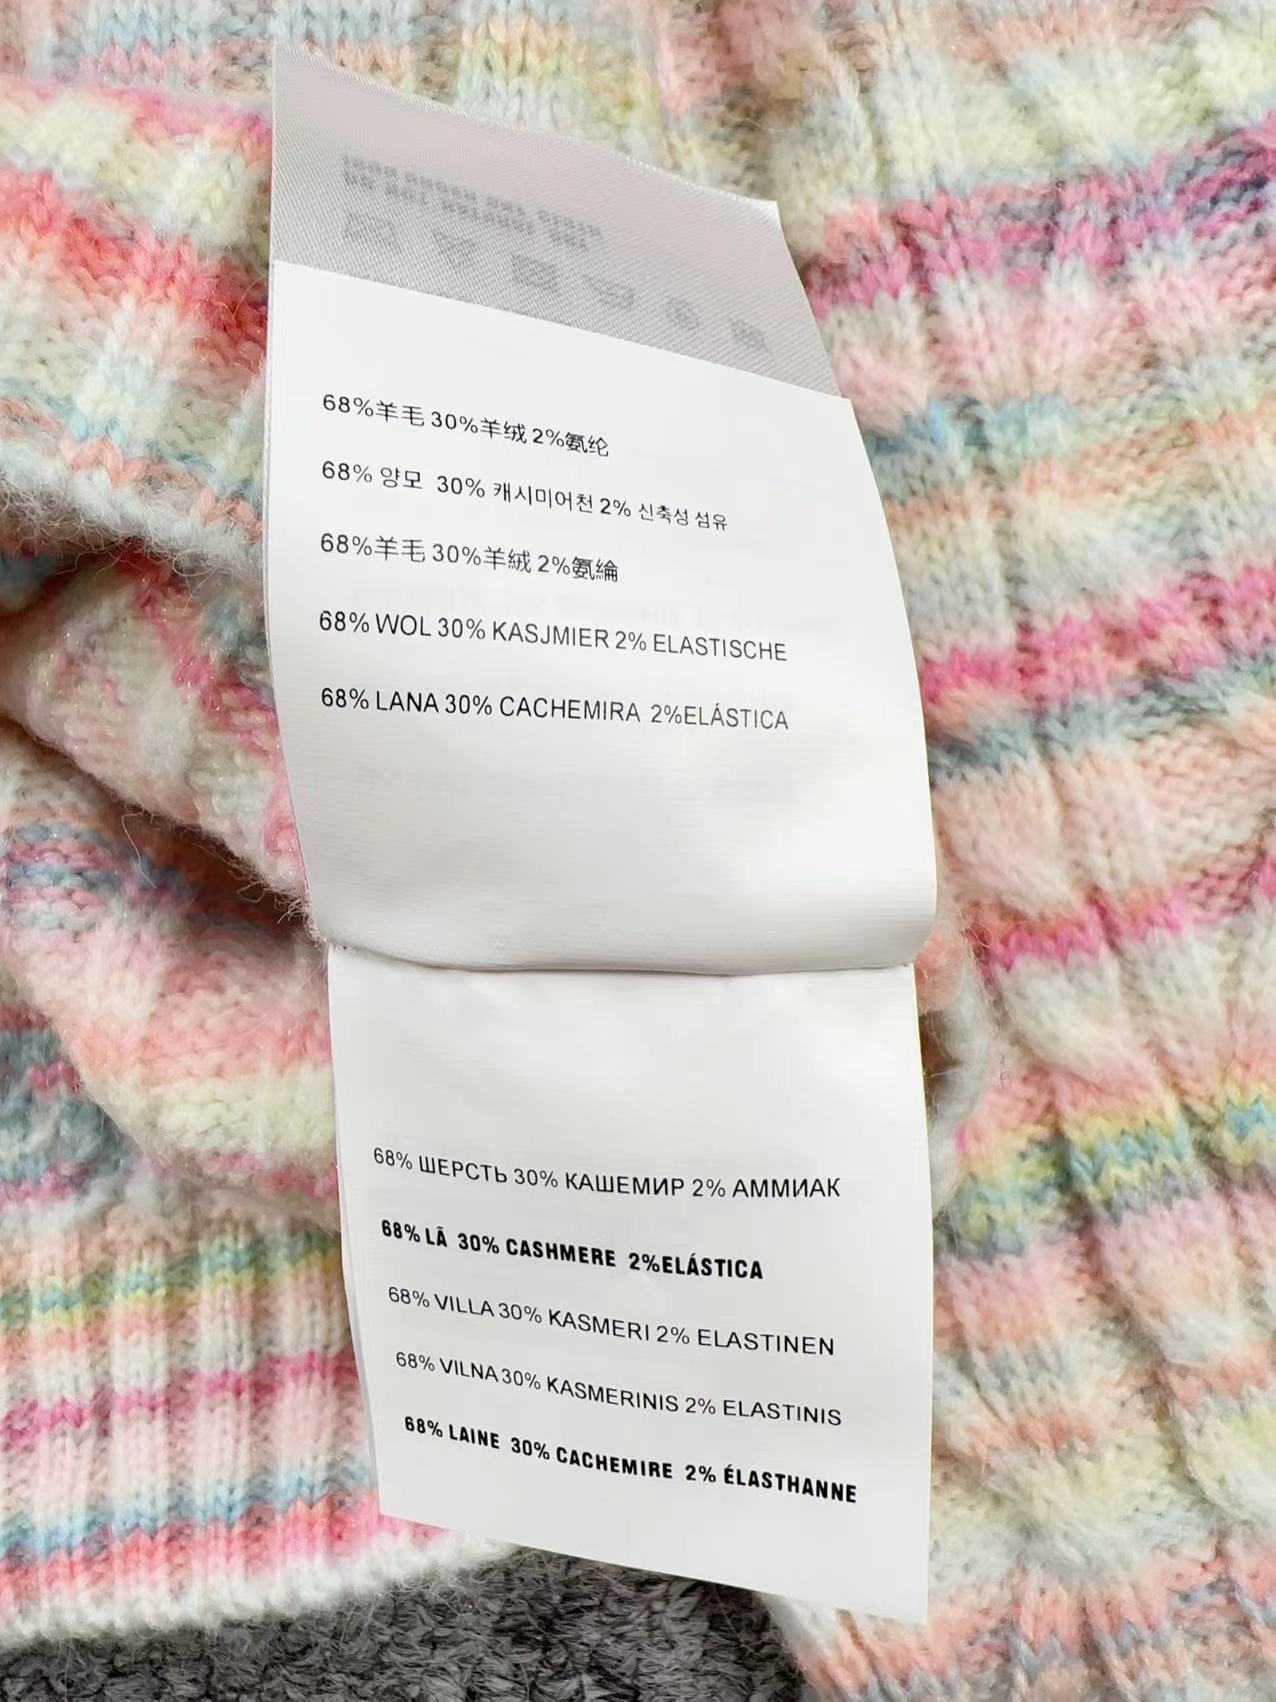 68%羊毛 30%羊绒 2%氨纶
68% 양모 30% 캐시미어천 2% 신축성 섬유
68%羊毛 30%羊絨 2%氨綸
68% WOL 30% KASJMIER 2% ELASTISCHE
68% LANA 30% CACHEMIRA 2%ELÁSTICA
68% ШЕРСТЬ 30% КАШЕМИР 2% АММИАК
68% LÃ 30% CASHMERE 2%ELÁSTICA
68% VILLA 30% KASMERI 2% ELASTINEN
68% VILNA 30% KASMERINIS 2% ELASTINIS
68% LAINE 30% CACHEMIRE 2% ÉLASTHANNE